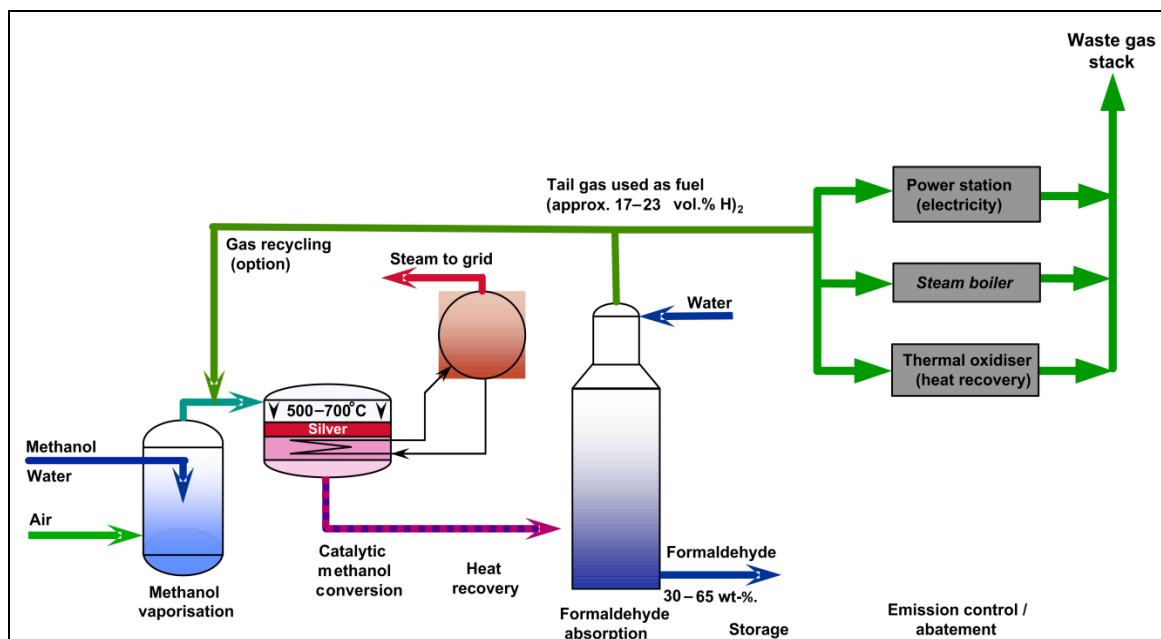 Waste gas
stack
Tail gas used as fuel
(approx. 17–23 vol.% H)2
Power station
(electricity)
Gas recycling
(option)
Steam to grid
Steam boiler
Water
Thermal oxidiser
(heat recovery)
500–700°C
Silver
Methanol
Water
Air
Catalytic
methanol
conversion
Heat
recovery
Formaldehyde
30–65 wt-%.
Methanol
vaporisation
Formaldehyde
absorption
Storage
Emission control /
abatement